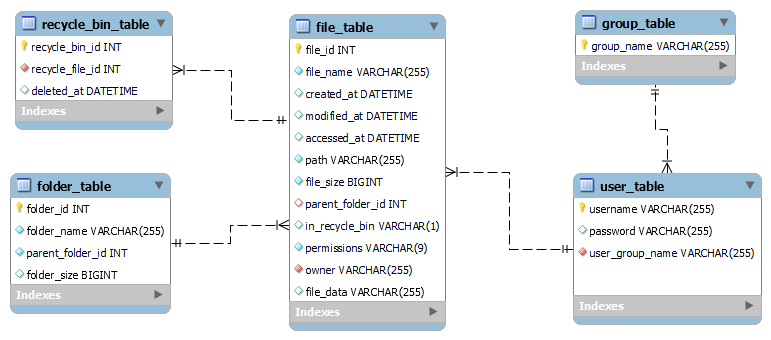 recycle_bin_table
recycle_bin_id INT
recycle_file_id INT
deleted_at DATETIME
Indexes
file_table
file_id INT
file_name VARCHAR(255)
created_at DATETIME
modified_at DATETIME
accessed_at DATETIME
path VARCHAR(255)
file_size BIGINT
parent_folder_id INT
in_recycle_bin VARCHAR(1)
permissions VARCHAR(9)
owner VARCHAR(255)
file_data VARCHAR(255)
Indexes
group_table
group_name VARCHAR(255)
Indexes
folder_table
folder_id INT
folder_name VARCHAR(255)
parent_folder_id INT
folder_size BIGINT
Indexes
user_table
username VARCHAR(255)
password VARCHAR(255)
user_group_name VARCHAR(255)
Indexes